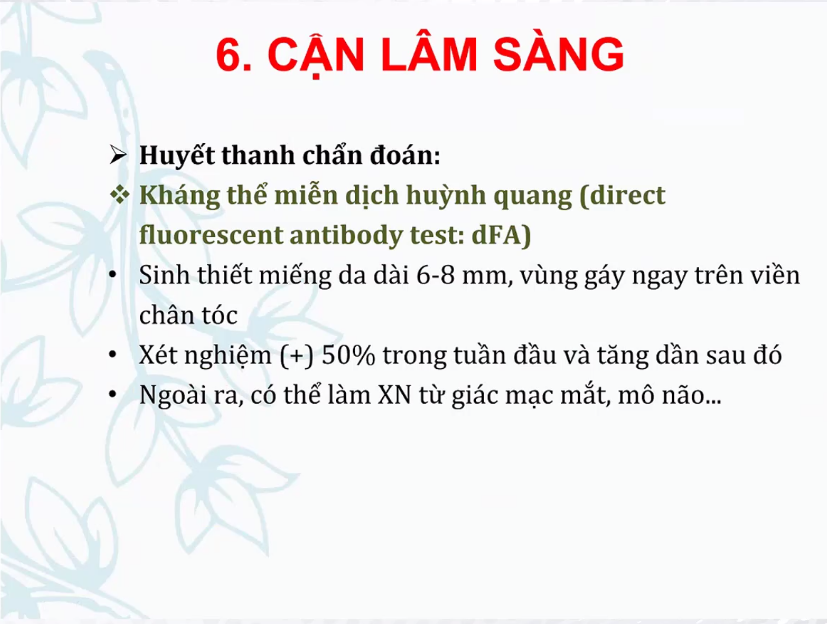 6. CẬN LÂM SÀNG
➢ Huyết thanh chẩn đoán:
❖ Kháng thể miễn dịch huỳnh quang (direct
fluorescent antibody test: dFA)
• Sinh thiết miếng da dài 6-8 mm, vùng gáy ngay trên viền
chân tóc
• Xét nghiệm (+) 50% trong tuần đầu và tăng dần sau đó
• Ngoài ra, có thể làm XN từ giác mạc mắt, mô não...